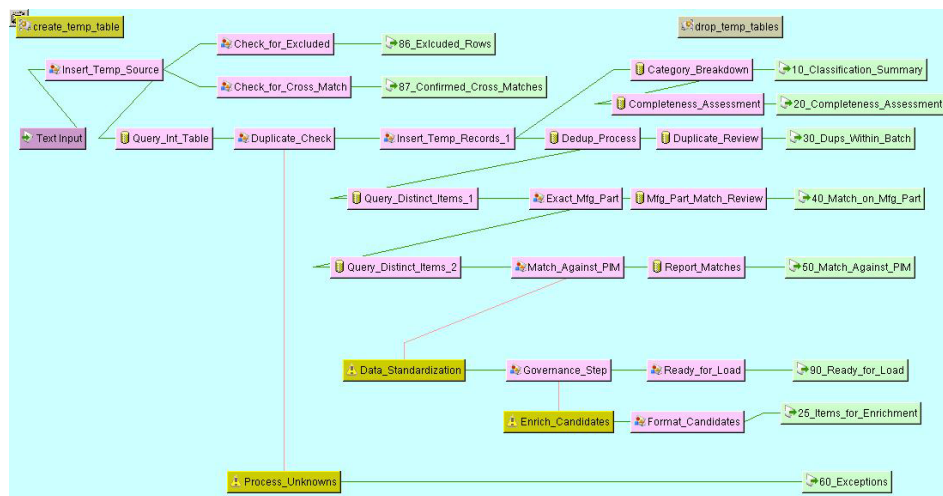 create_temp_table
drop_temp_tables
Check_for_Excluded
86_Exlcuded_Rows
Insert_Temp_Source
Category_Breakdown
10_Classification_Summary
Check_for_Cross_Match
87_Confirmed_Cross_Matches
Completeness_Assessment
20_Completeness_Assessment
Text Input
Query_Int_Table
Duplicate_Check
Insert_Temp_Records_1
Dedup_Process
Duplicate_Review
30_Dups_Within_Batch
Query_Distinct_Items_1
Exact_Mfg_Part
Mfg_Part_Match_Review
40_Match_on_Mfg_Part
Query_Distinct_Items_2
Match_Against_PIM
Report_Matches
50_Match_Against_PIM
Data_Standardization
Governance_Step
Ready_for_Load
90_Ready_for_Load
Enrich_Candidates
Format_Candidates
25_Items_for_Enrichment
Process_Unknowns
60_Exceptions